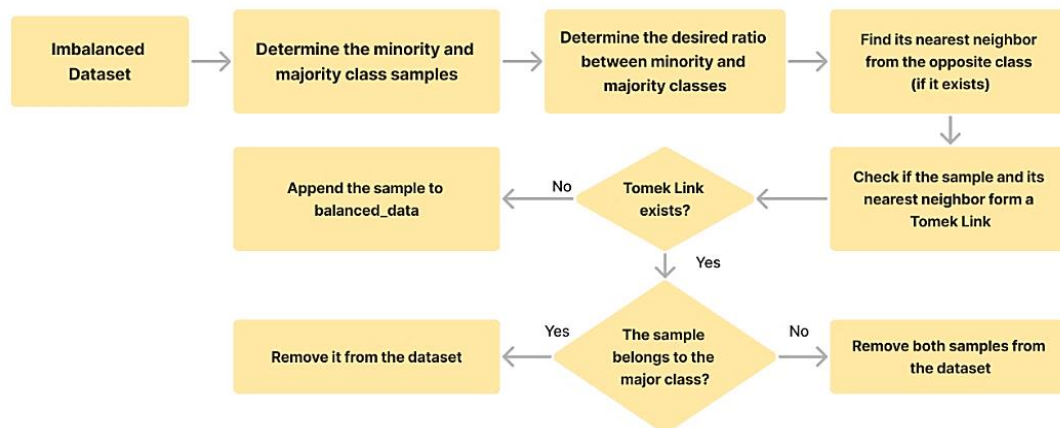 Imbalanced
Dataset
Determine the minority and
majority class samples
Determine the desired ratio
between minority and
majority classes
Find its nearest neighbor
from the opposite class
(if it exists)
Check if the sample and its
nearest neighbor form a
Tomek Link
Tomek Link
exists?
No
Append the sample to
balanced_data
Yes
The sample
belongs to the
major class?
Yes
Remove it from the dataset
No
Remove both samples from
the dataset